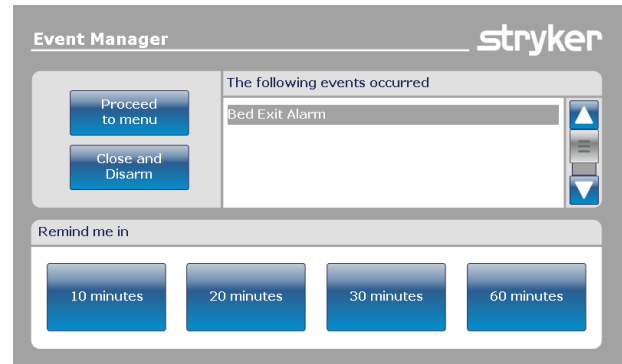 Event Manager
stryker
The following events occurred
Proceed
to menu
Bed Exit Alarm
Close and
Disarm
Remind me in
10 minutes
20 minutes
30 minutes
60 minutes